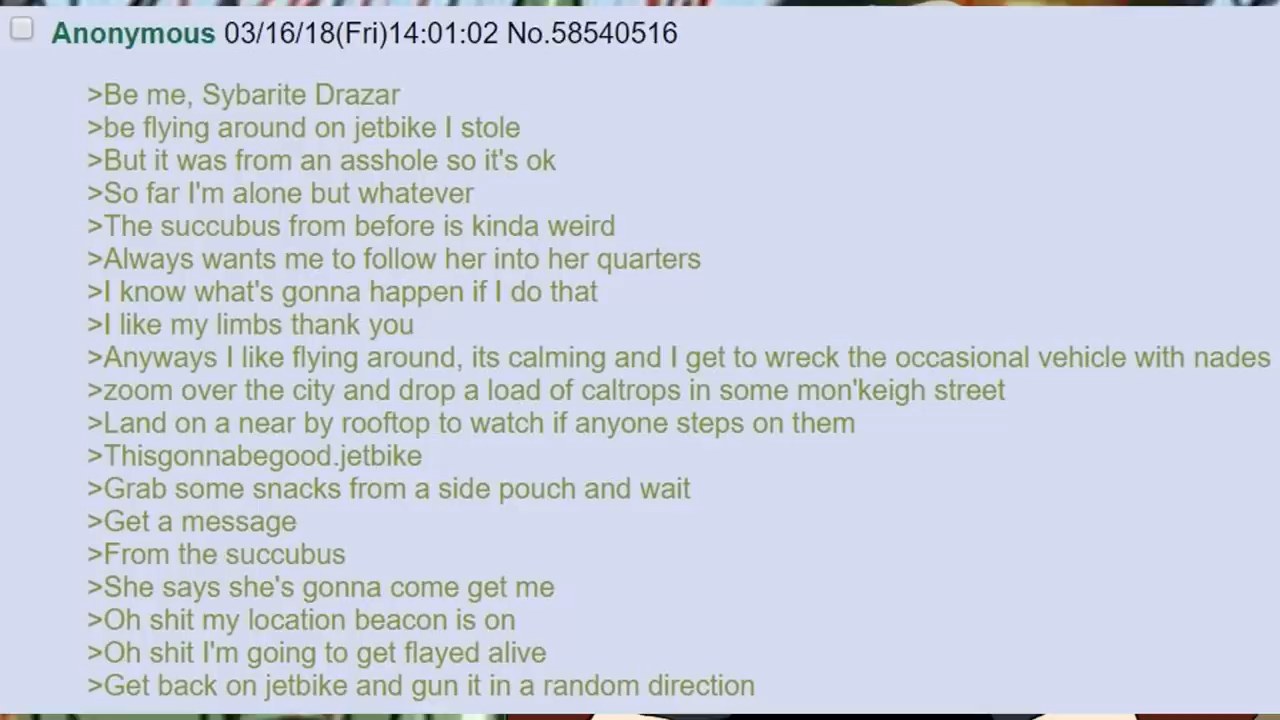 Anonymous 03/16/18(Fri)14:01:02 No.58540516
>Be me, Sybarite Drazar
>be flying around on jetbike I stole
>But it was from an asshole so it's ok
>So far I'm alone but whatever
>The succubus from before is kinda weird
>Always wants me to follow her into her quarters
>I know what's gonna happen if I do that
>I like my limbs thank you
>Anyways I like flying around, its calming and I get to wreck the occasional vehicle with nades
>zoom over the city and drop a load of caltrops in some mon'keigh street
>Land on a near by rooftop to watch if anyone steps on them
>Thisgonnabegood.jetbike
>Grab some snacks from a side pouch and wait
>Get a message
>From the succubus
>She says she's gonna come get me
>Oh shit my location beacon is on
>Oh shit I'm going to get flayed alive
>Get back on jetbike and gun it in a random direction